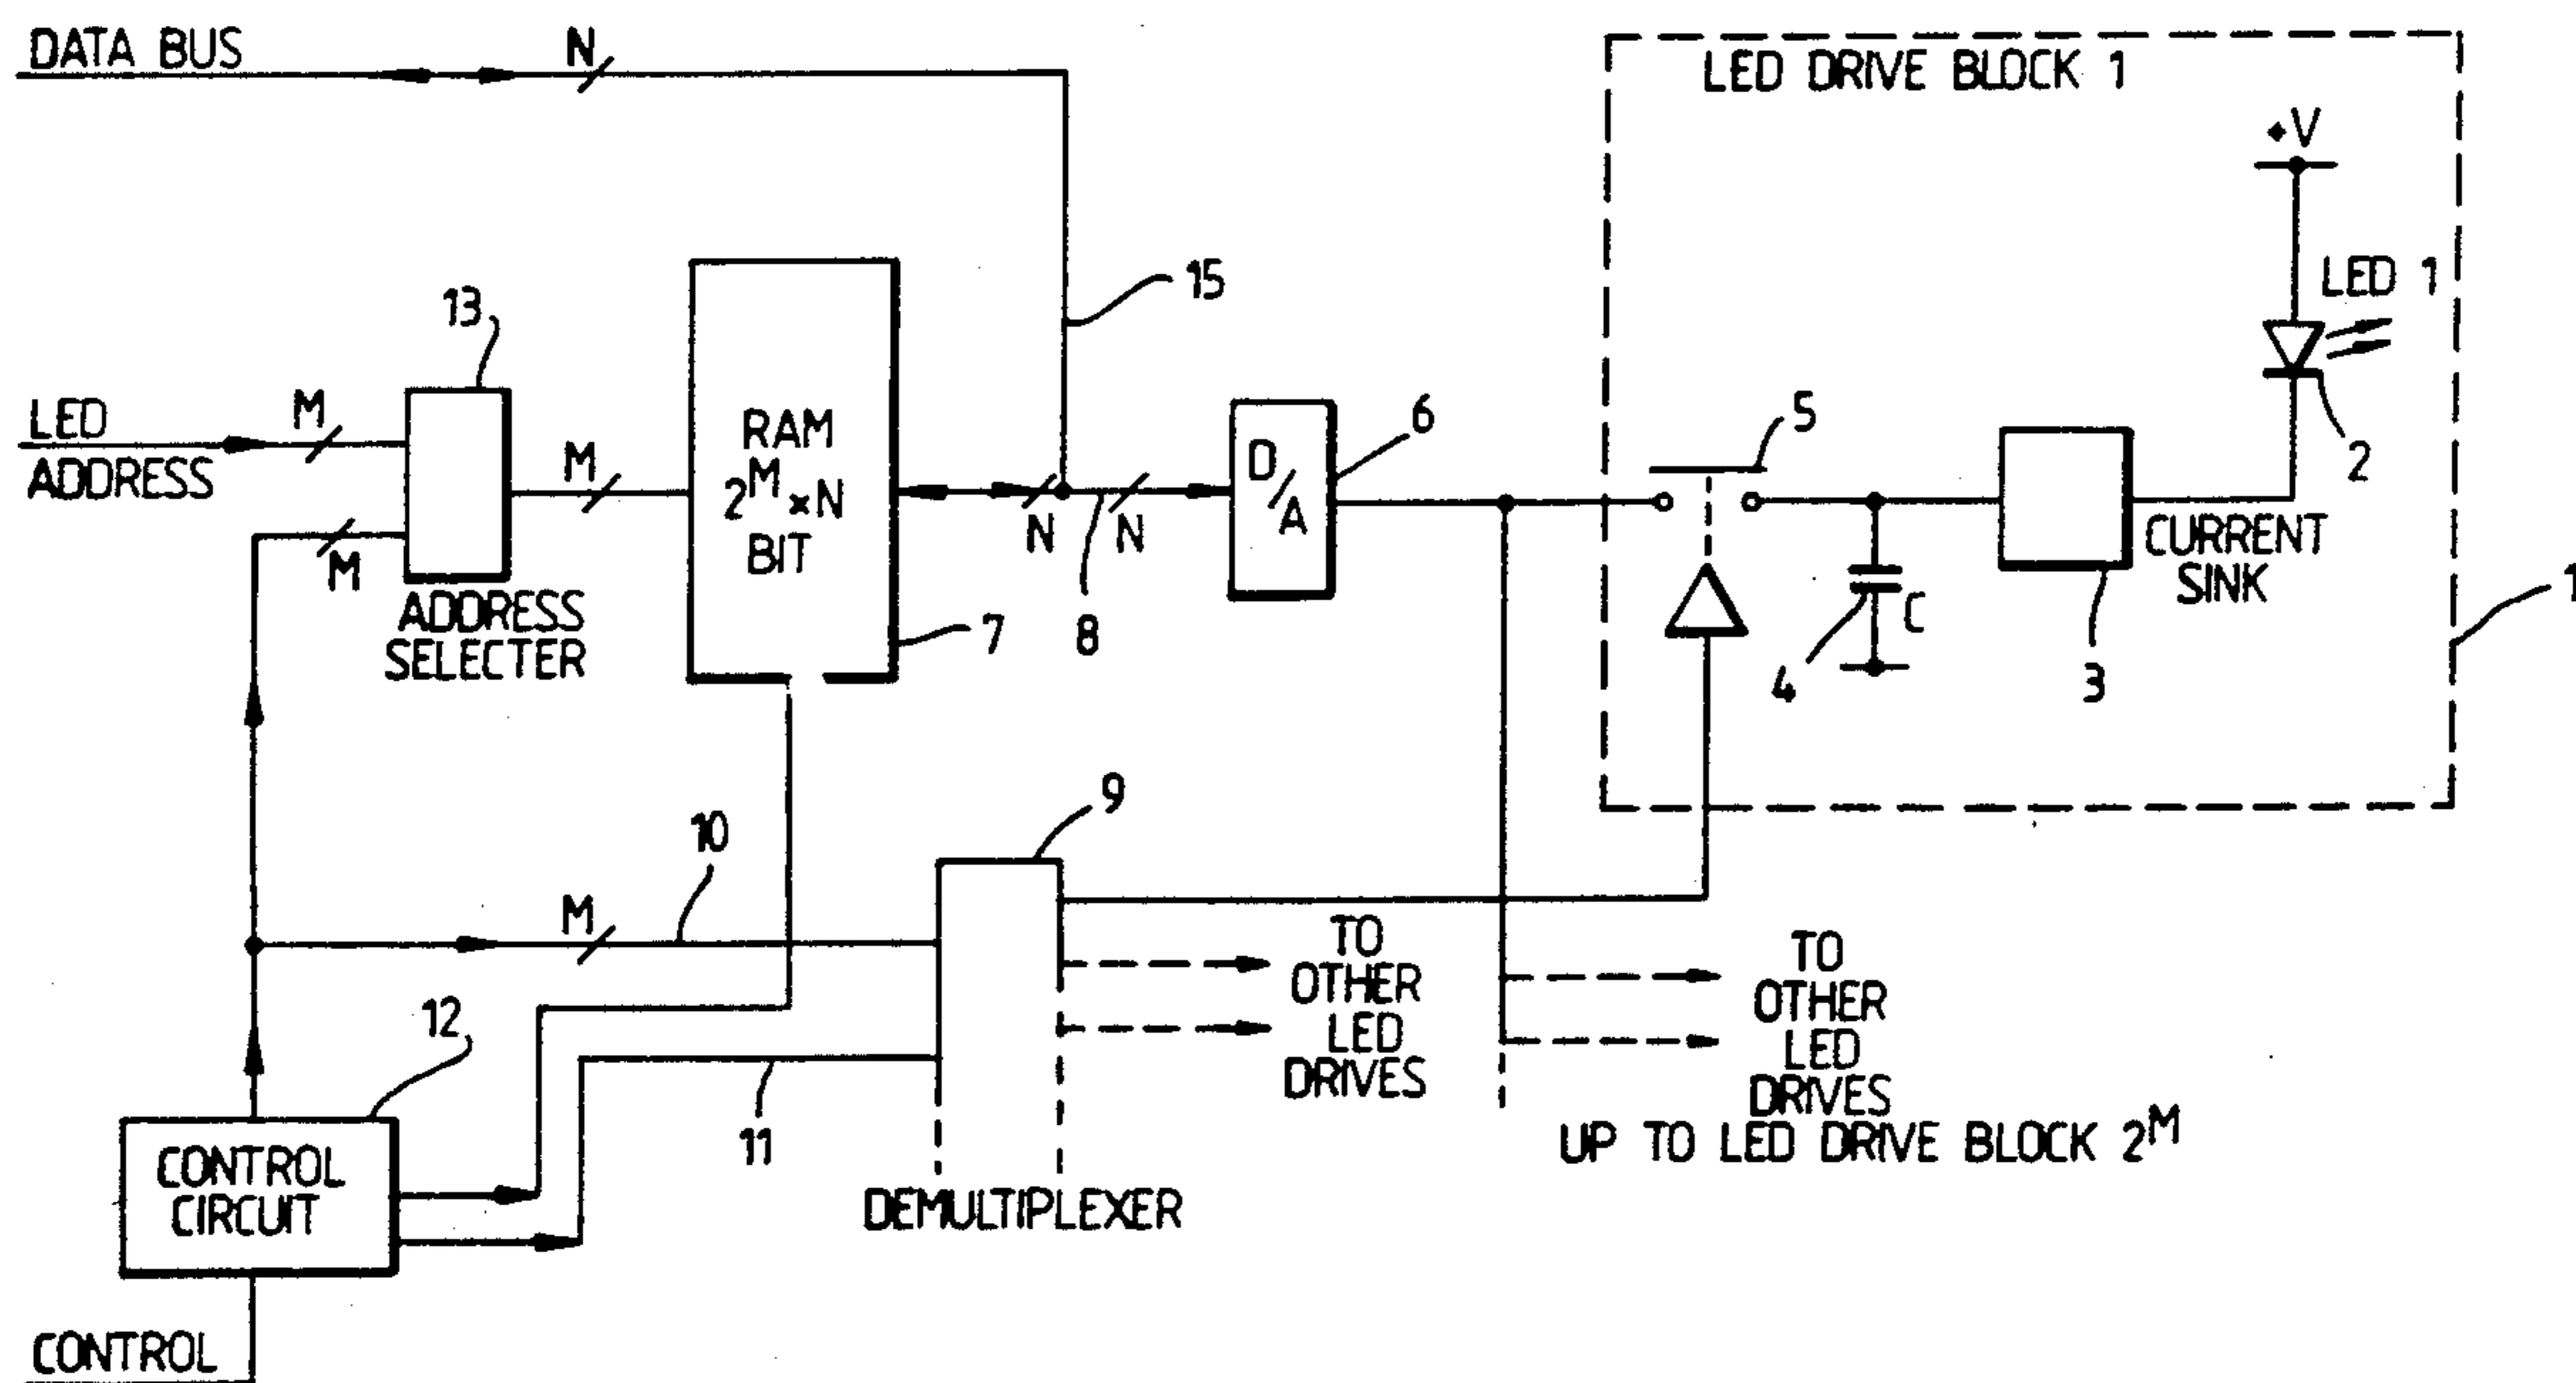 DATA BUS
N
LED DRIVE BLOCK 1
+V
LED 1
15
13
LED
ADDRESS
M
M
M
RAM
2^M × N
BIT
N
N
D/A
6
5
2
CURRENT
SINK
ADDRESS
SELECTER
7
8
4
C
3
1
9
10
M
12
11
TO
OTHER
LED
DRIVES
TO
OTHER
LED
DRIVES
UP TO LED DRIVE BLOCK 2^M
CONTROL
CIRCUIT
DEMULTIPLEXER
CONTROL